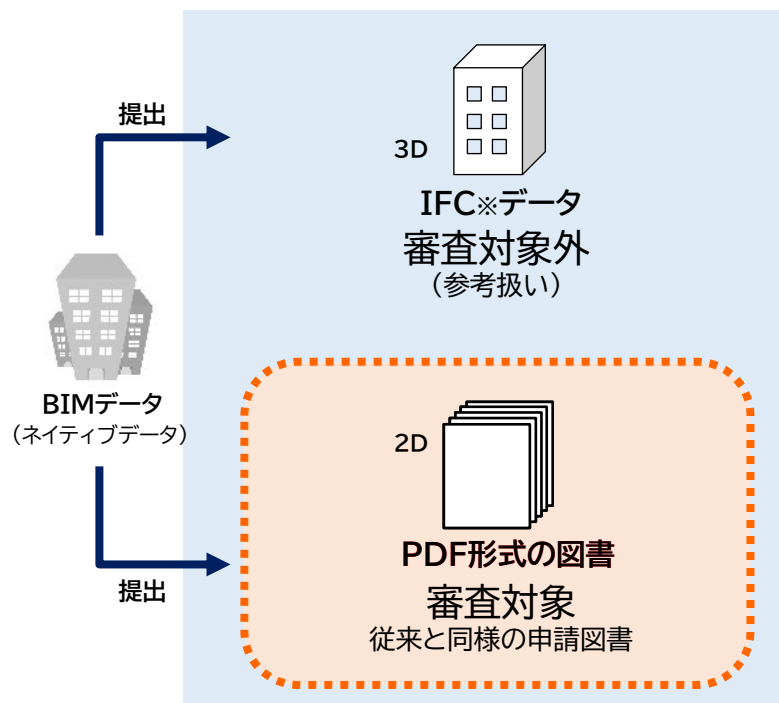 提出
3D
IFC※データ
審査対象外
（参考扱い）
BIMデータ
（ネイティブデータ）
2D
PDF形式の図書
審査対象
従来と同様の申請図書
提出